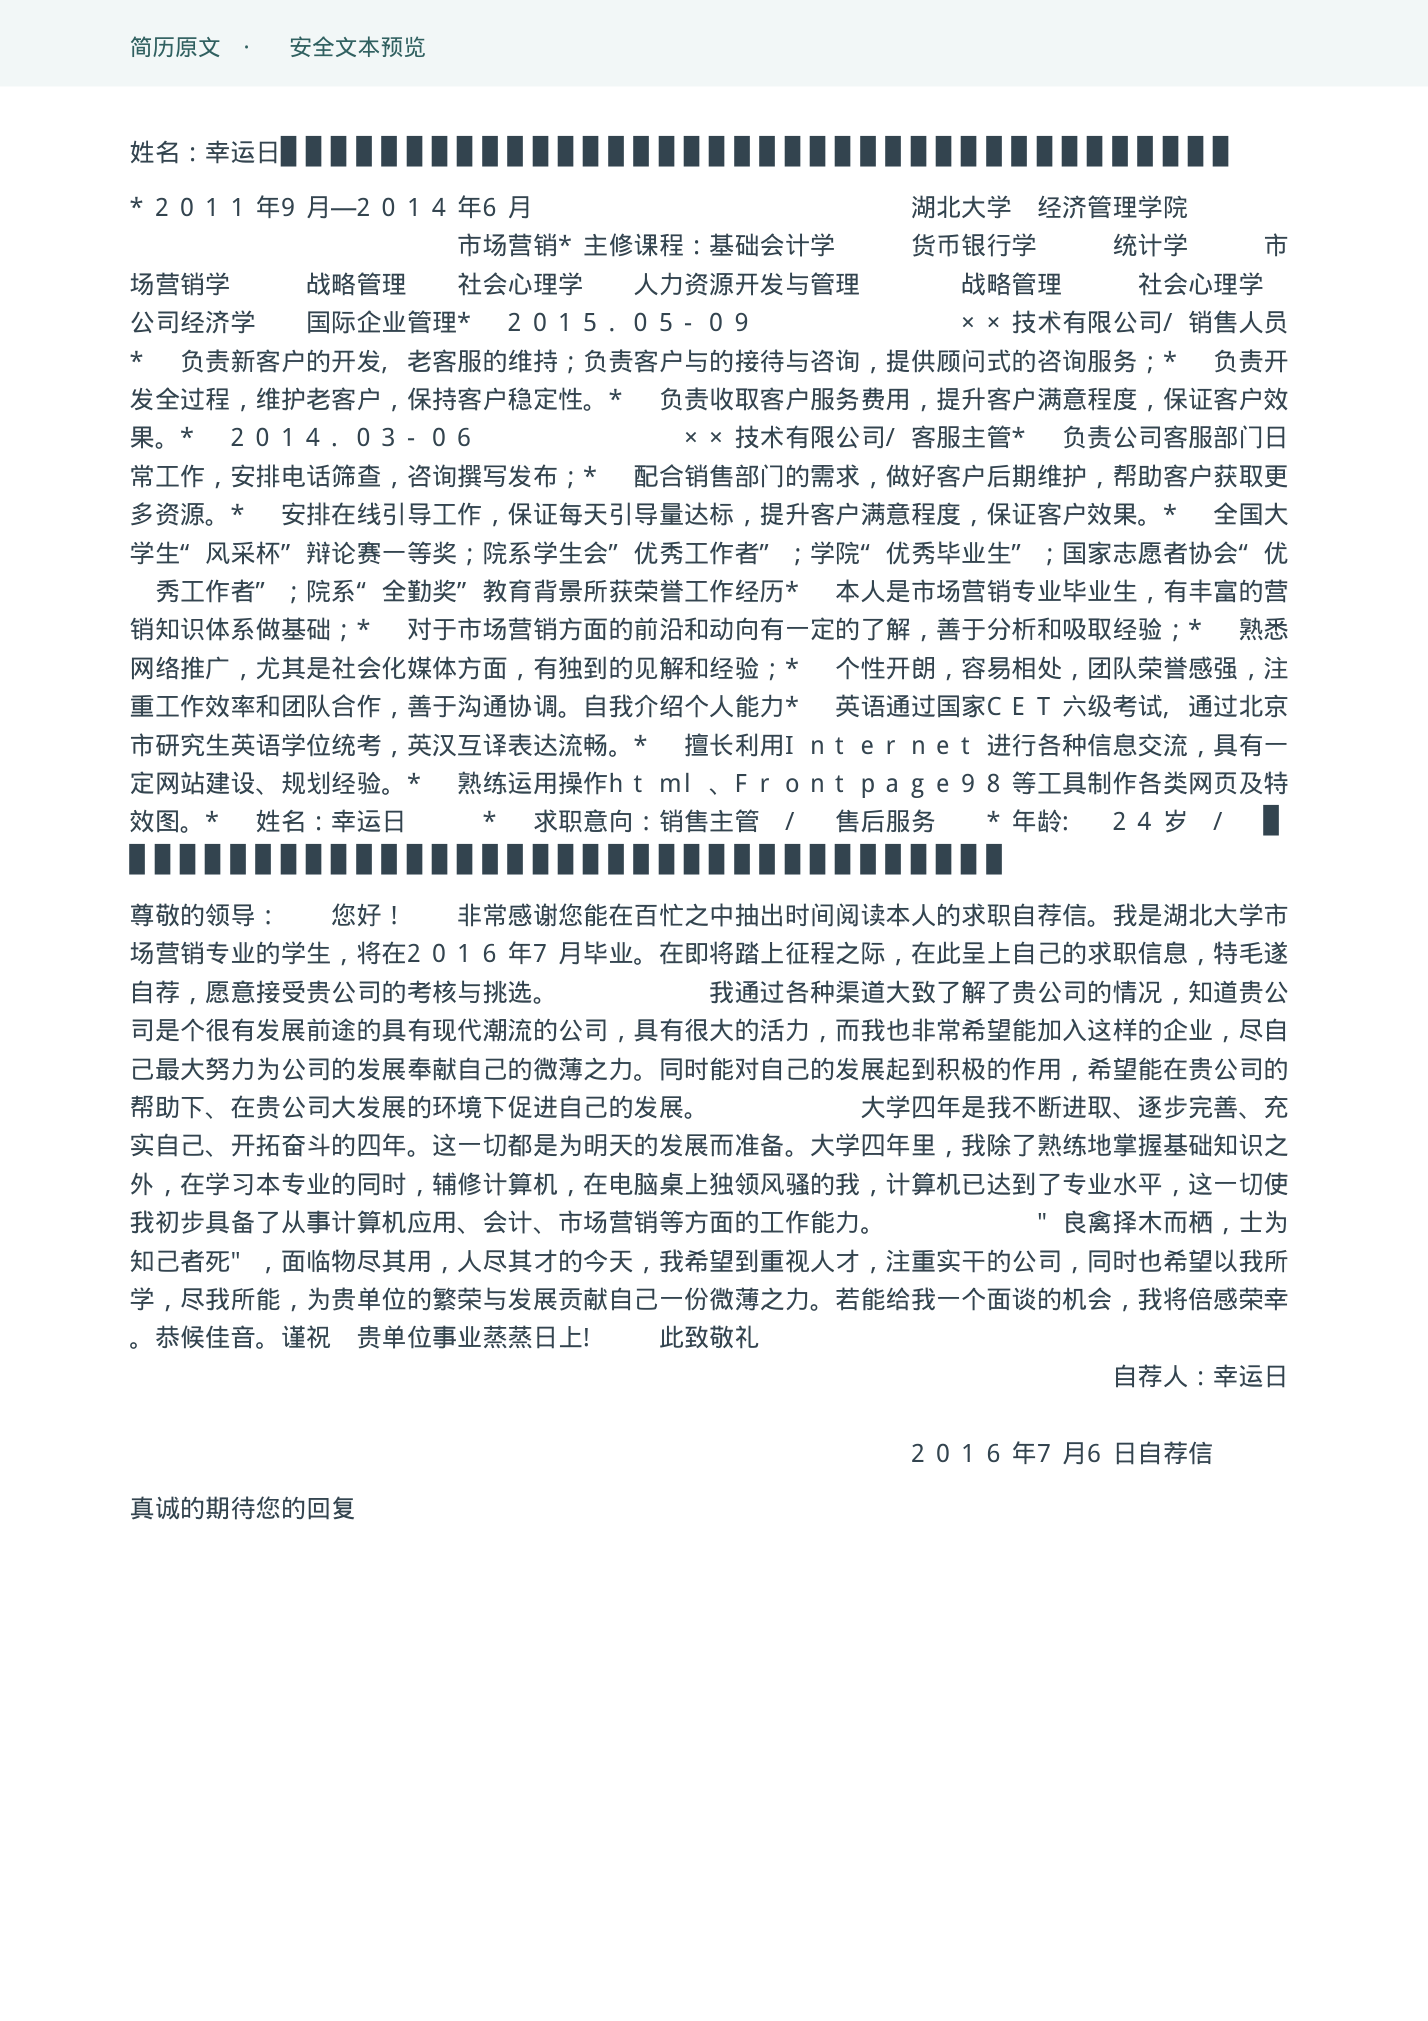 简历原文 · 安全文本预览
姓名：幸运日██████████████████████████████████████
* 2011年9月—2014年6月 湖北大学 经济管理学院
市场营销* 主修课程：基础会计学 货币银行学 统计学 市
场营销学 战略管理 社会心理学 人力资源开发与管理 战略管理 社会心理学
公司经济学 国际企业管理* 2015.05-09 ××技术有限公司/ 销售人员
* 负责新客户的开发, 老客服的维持；负责客户与的接待与咨询，提供顾问式的咨询服务；* 负责开
发全过程，维护老客户，保持客户稳定性。* 负责收取客户服务费用，提升客户满意程度，保证客户效
果。* 2014.03-06 ××技术有限公司/ 客服主管* 负责公司客服部门日
常工作，安排电话筛查，咨询撰写发布；* 配合销售部门的需求，做好客户后期维护，帮助客户获取更
多资源。* 安排在线引导工作，保证每天引导量达标，提升客户满意程度，保证客户效果。* 全国大
学生“ 风采杯” 辩论赛一等奖；院系学生会” 优秀工作者” ；学院“ 优秀毕业生” ；国家志愿者协会“ 优
秀工作者” ；院系“ 全勤奖” 教育背景所获荣誉工作经历* 本人是市场营销专业毕业生，有丰富的营
销知识体系做基础；* 对于市场营销方面的前沿和动向有一定的了解，善于分析和吸取经验；* 熟悉
网络推广，尤其是社会化媒体方面，有独到的见解和经验；* 个性开朗，容易相处，团队荣誉感强，注
重工作效率和团队合作，善于沟通协调。自我介绍个人能力* 英语通过国家CET六级考试, 通过北京
市研究生英语学位统考，英汉互译表达流畅。* 擅长利用Internet进行各种信息交流，具有一
定网站建设、规划经验。* 熟练运用操作html、Frontpage98等工具制作各类网页及特
效图。* 姓名：幸运日 * 求职意向：销售主管 / 售后服务 * 年龄: 24岁 / █
███████████████████████████████████
尊敬的领导： 您好！ 非常感谢您能在百忙之中抽出时间阅读本人的求职自荐信。我是湖北大学市
场营销专业的学生，将在2016年7月毕业。在即将踏上征程之际，在此呈上自己的求职信息，特毛遂
自荐，愿意接受贵公司的考核与挑选。 我通过各种渠道大致了解了贵公司的情况，知道贵公
司是个很有发展前途的具有现代潮流的公司，具有很大的活力，而我也非常希望能加入这样的企业，尽自
己最大努力为公司的发展奉献自己的微薄之力。同时能对自己的发展起到积极的作用，希望能在贵公司的
帮助下、在贵公司大发展的环境下促进自己的发展。 大学四年是我不断进取、逐步完善、充
实自己、开拓奋斗的四年。这一切都是为明天的发展而准备。大学四年里，我除了熟练地掌握基础知识之
外，在学习本专业的同时，辅修计算机，在电脑桌上独领风骚的我，计算机已达到了专业水平，这一切使
我初步具备了从事计算机应用、会计、市场营销等方面的工作能力。 " 良禽择木而栖，士为
知己者死" ，面临物尽其用，人尽其才的今天，我希望到重视人才，注重实干的公司，同时也希望以我所
学，尽我所能，为贵单位的繁荣与发展贡献自己一份微薄之力。若能给我一个面谈的机会，我将倍感荣幸
。恭候佳音。谨祝 贵单位事业蒸蒸日上! 此致敬礼
自荐人：幸运日
2016年7月6日自荐信
真诚的期待您的回复